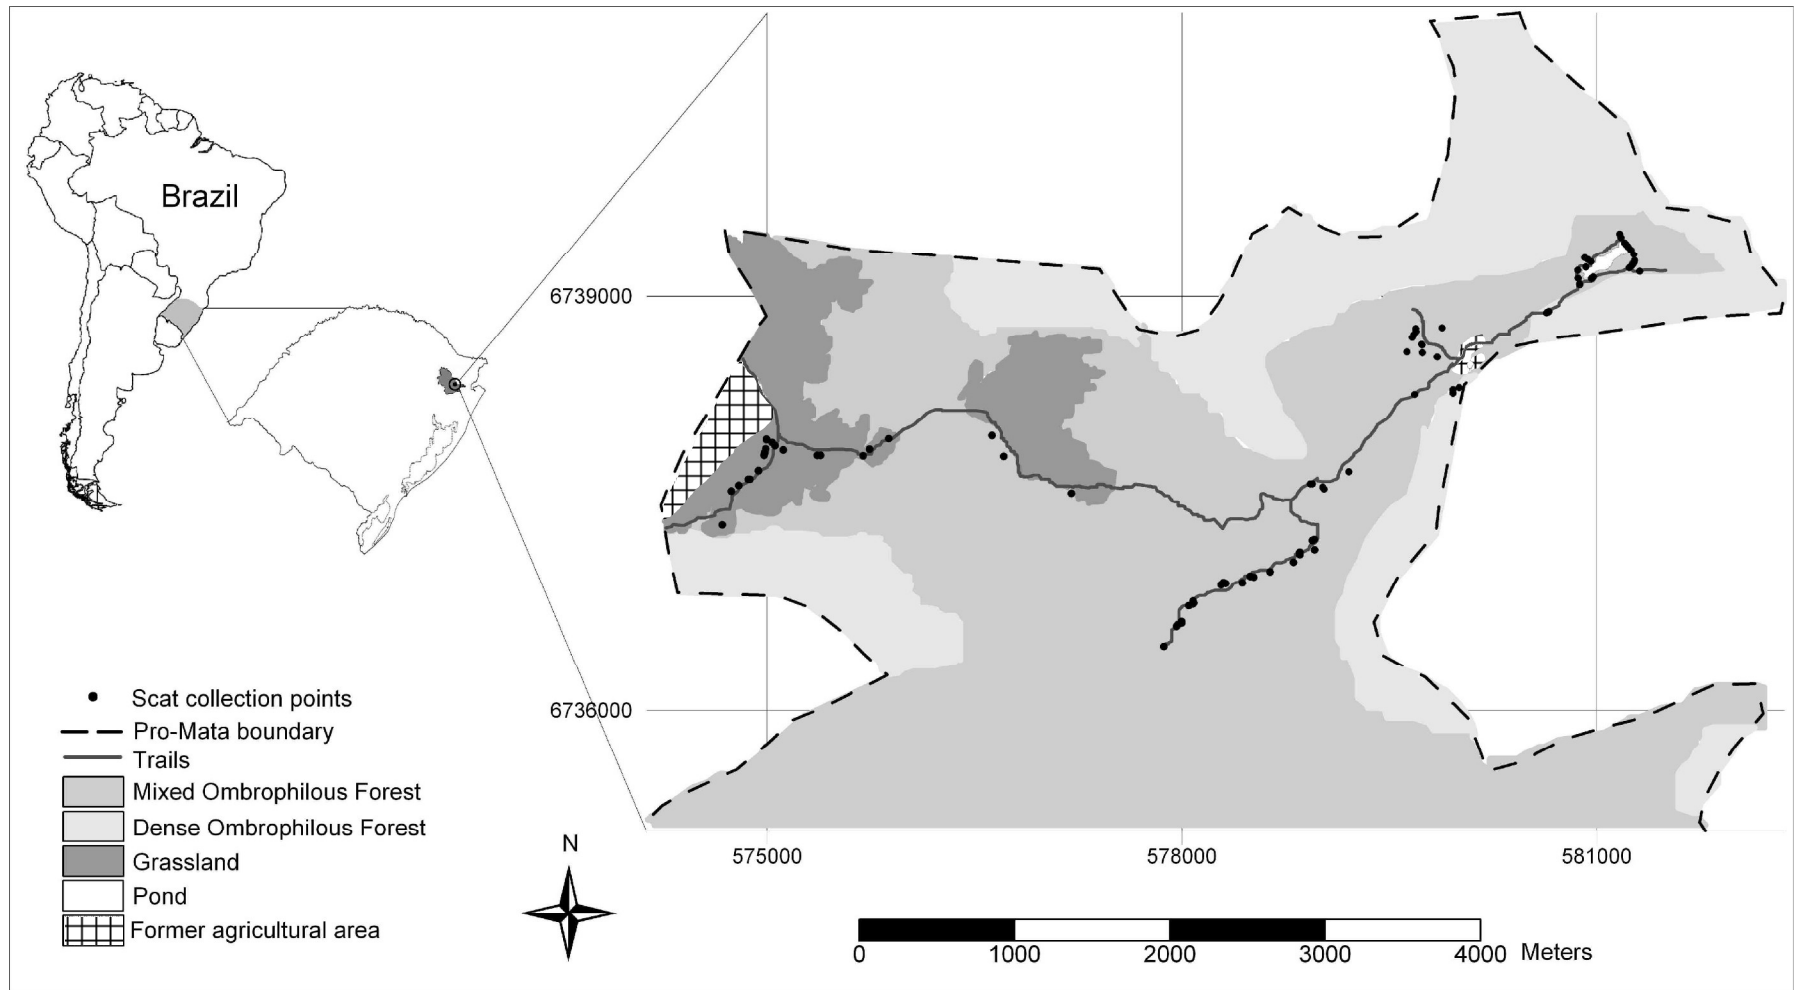 Brazil
6739000
6736000
575000
578000
581000
Scat collection points
Pro-Mata boundary
Trails
Mixed Ombrophilous Forest
Dense Ombrophilous Forest
Grassland
Pond
Former agricultural area
N
0 1000 2000 3000 4000 Meters